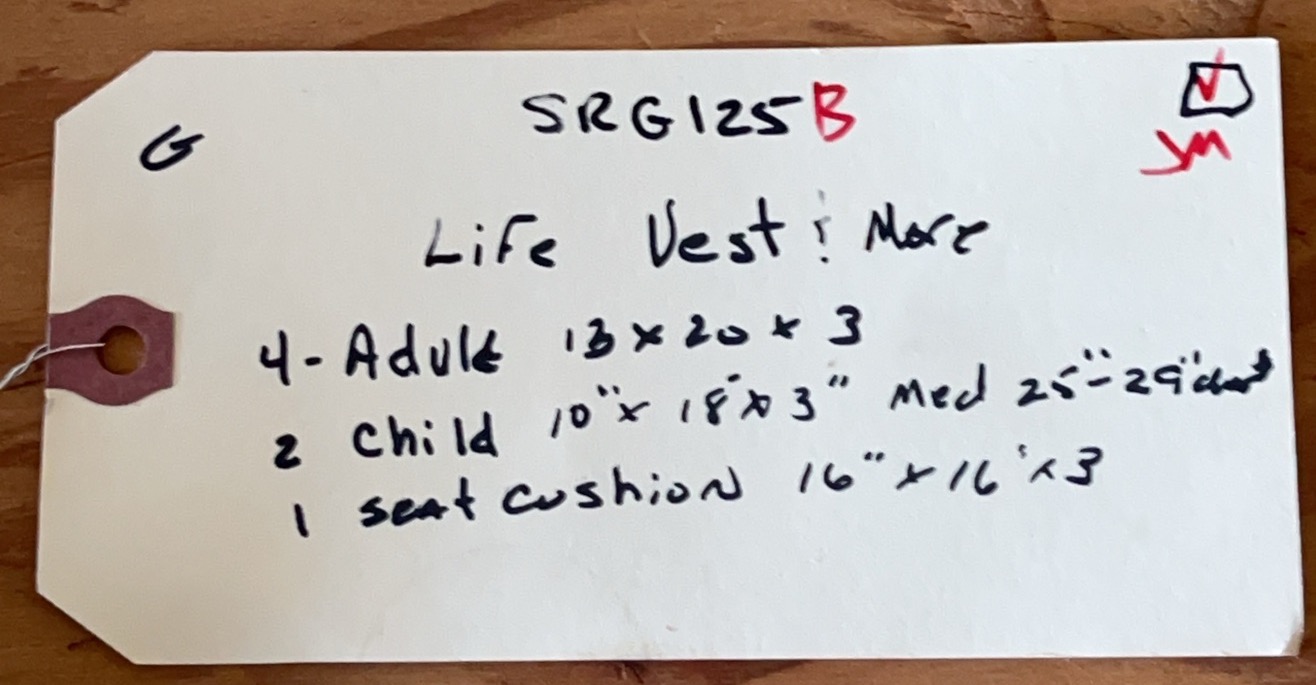 G
SRG125B
YM
LiFe Vest & More
4 - Adult 13 x 20 x 3
2 child 10" x 18" x 3" Med 25"-29" chest
1 seat cushion 16" x 16' x 3